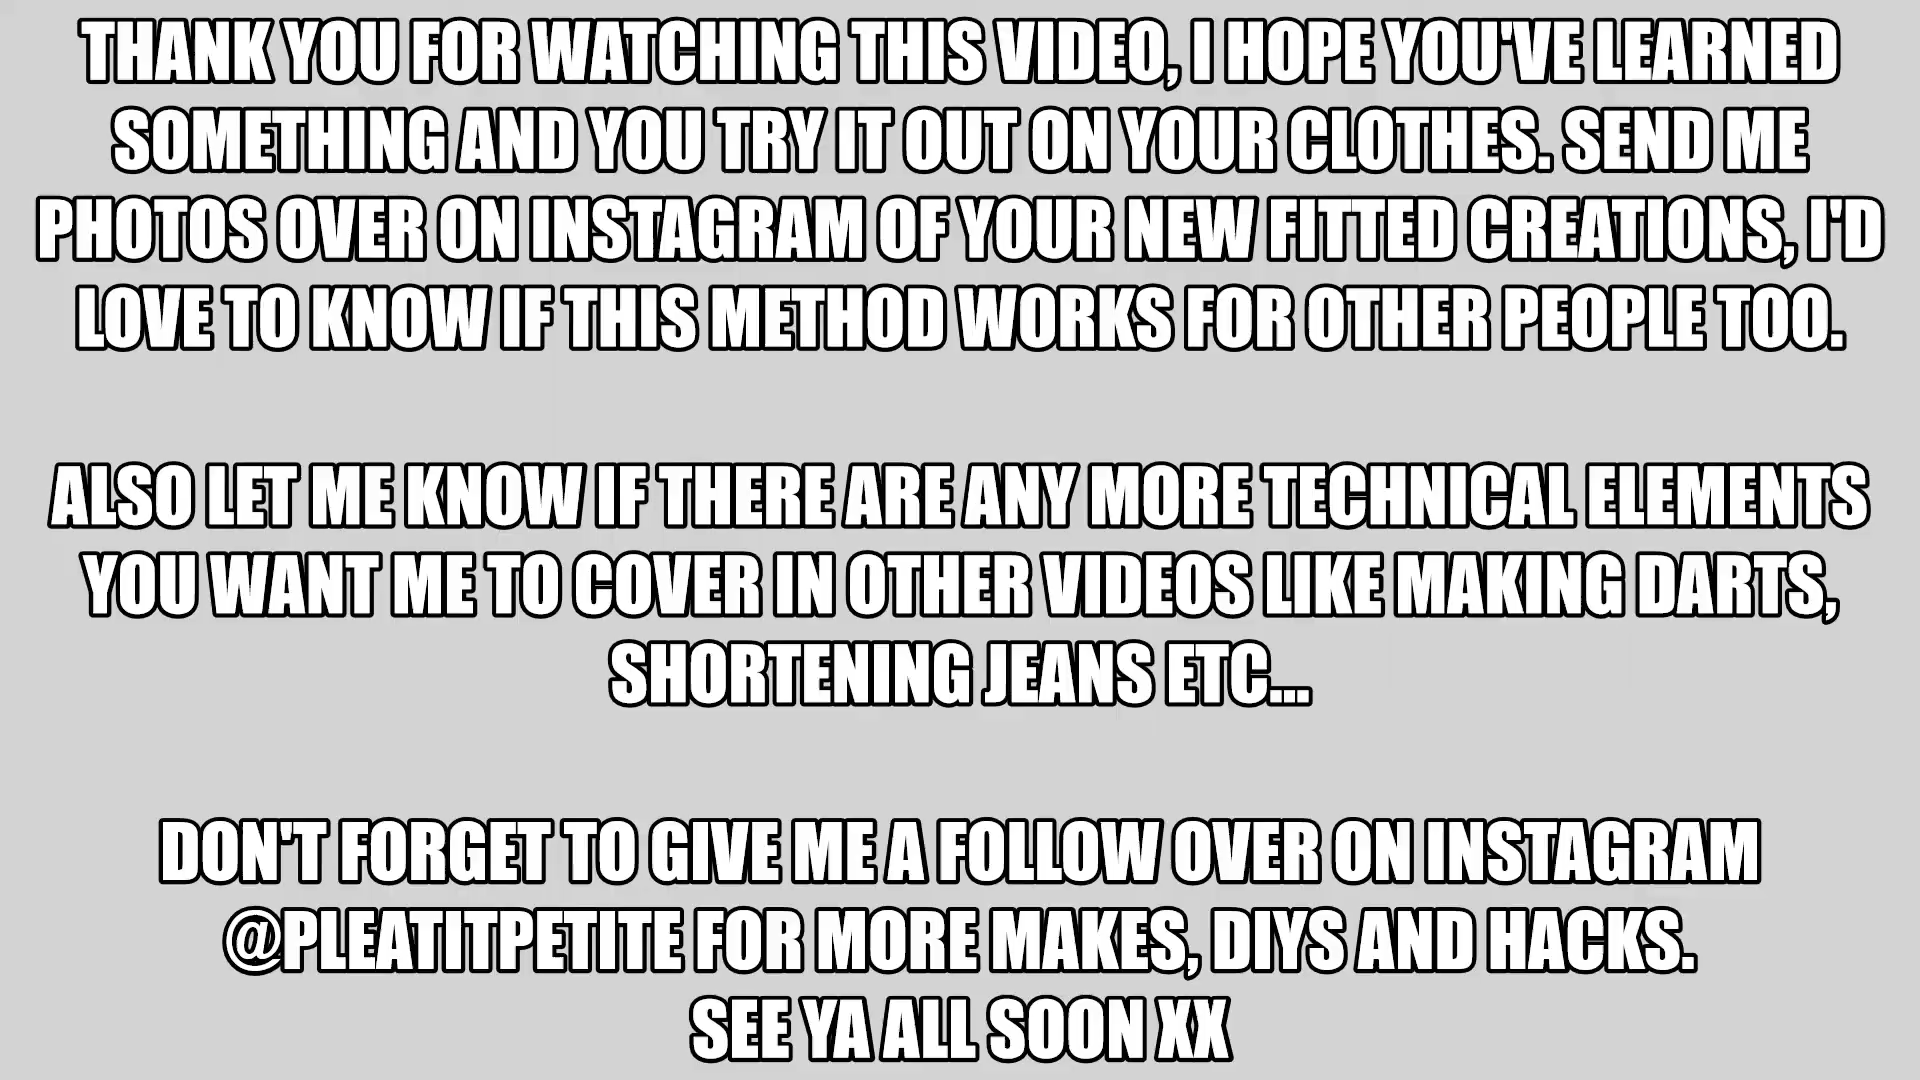 THANK YOU FOR WATCHING THIS VIDEO, I HOPE YOU'VE LEARNED
SOMETHING AND YOU TRY IT OUT ON YOUR CLOTHES. SEND ME
PHOTOS OVER ON INSTAGRAM OF YOUR NEW FITTED CREATIONS, I'D
LOVE TO KNOW IF THIS METHOD WORKS FOR OTHER PEOPLE TOO.
ALSO LET ME KNOW IF THERE ARE ANY MORE TECHNICAL ELEMENTS
YOU WANT ME TO COVER IN OTHER VIDEOS LIKE MAKING DARTS,
SHORTENING JEANS ETC...
DON'T FORGET TO GIVE ME A FOLLOW OVER ON INSTAGRAM
@PLEATITPETITE FOR MORE MAKES, DIYS AND HACKS.
SEE YA ALL SOON XX